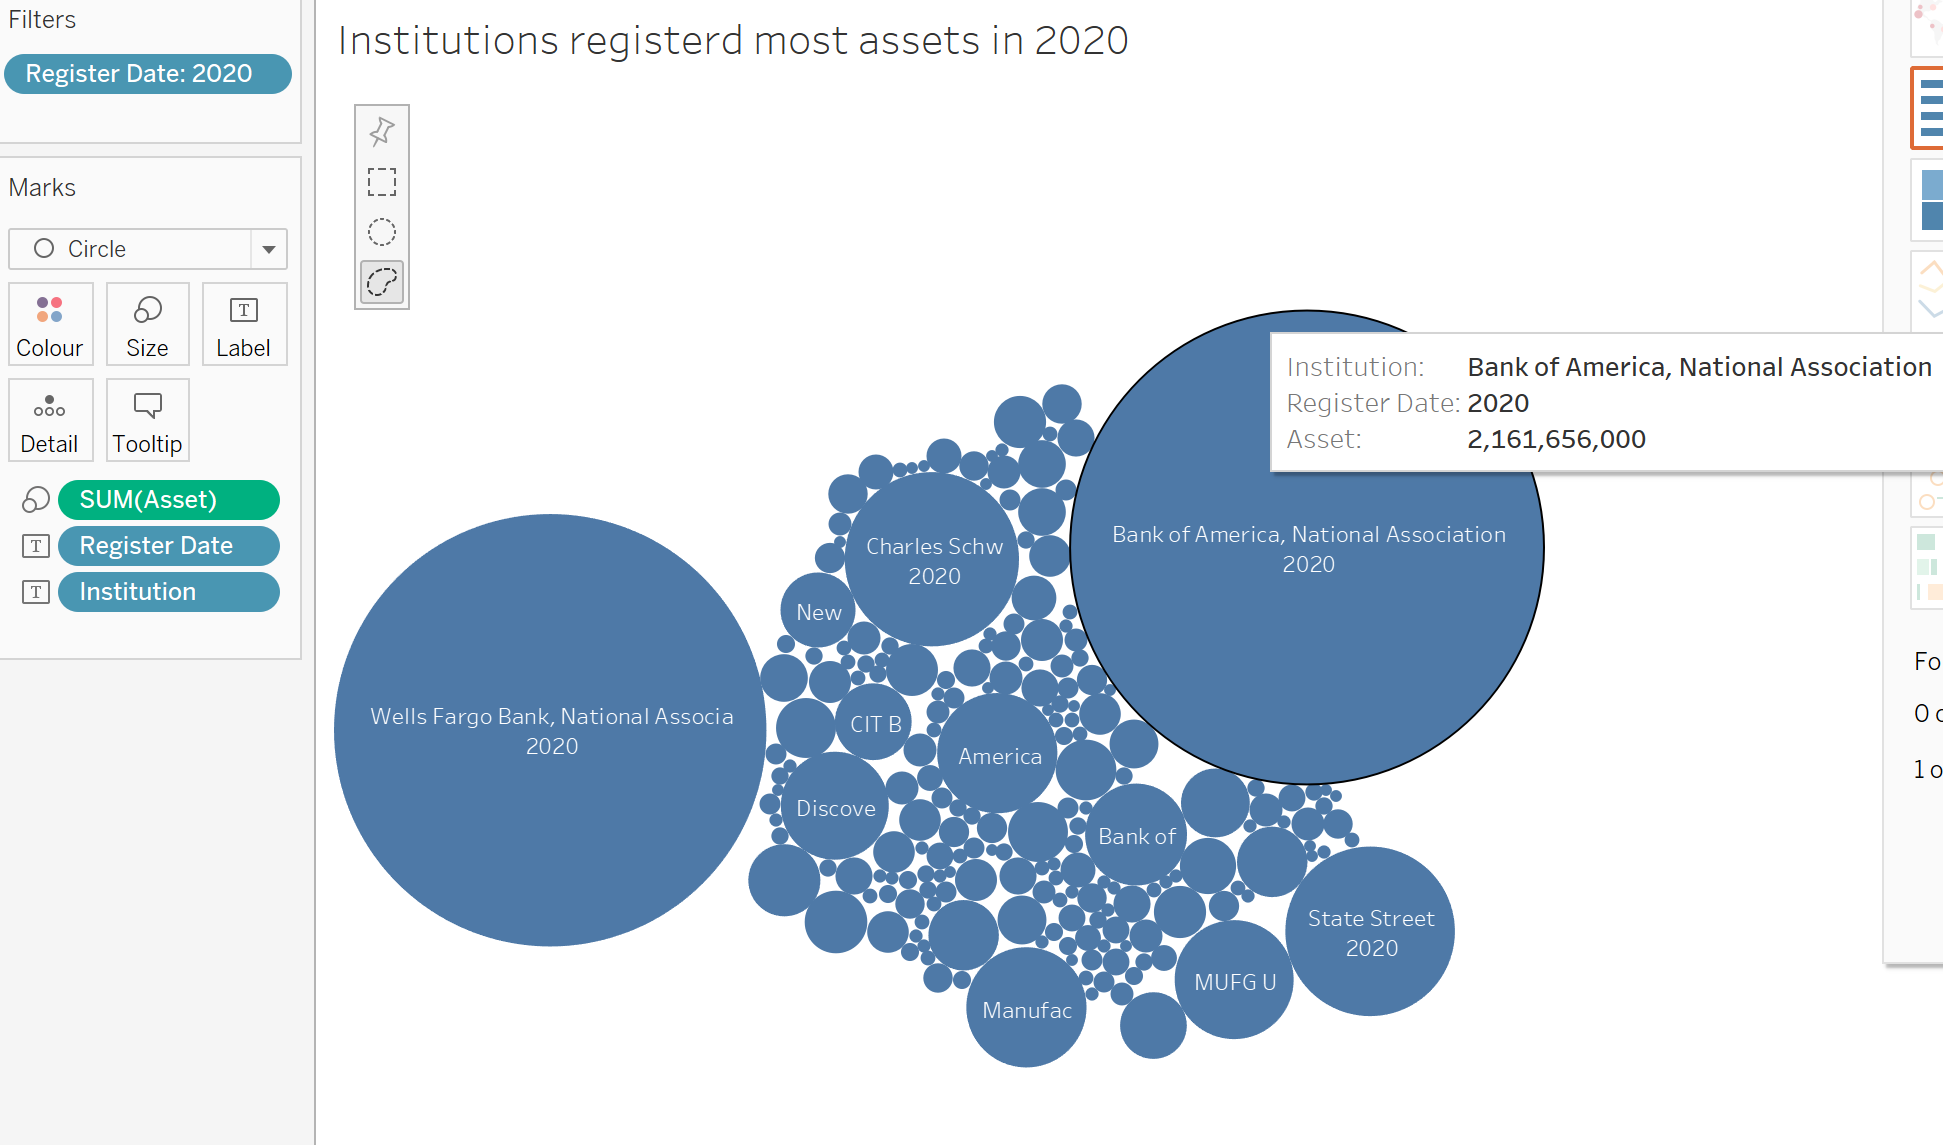 Filters
Register Date: 2020
Marks
Circle
Colour
Size
Label
Detail
Tooltip
SUM(Asset)
Register Date
Institution
Institutions registerd most assets in 2020
Institution: Bank of America, National Association
Register Date: 2020
Asset: 2,161,656,000
Bank of America, National Association
2020
Charles Schw
2020
New
Wells Fargo Bank, National Associa
2020
CIT B
America
Discove
Bank of
State Street
2020
MUFG U
Manufac
Fo
0 o
1 o